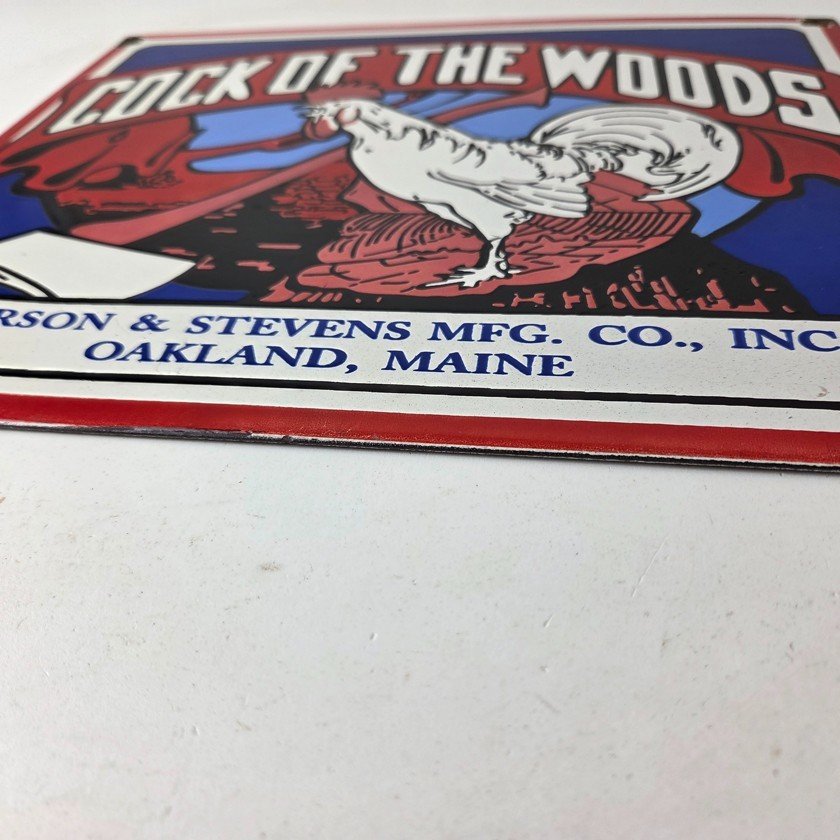 COCK OF THE WOODS
RSON & STEVENS MFG. CO., INC
OAKLAND, MAINE